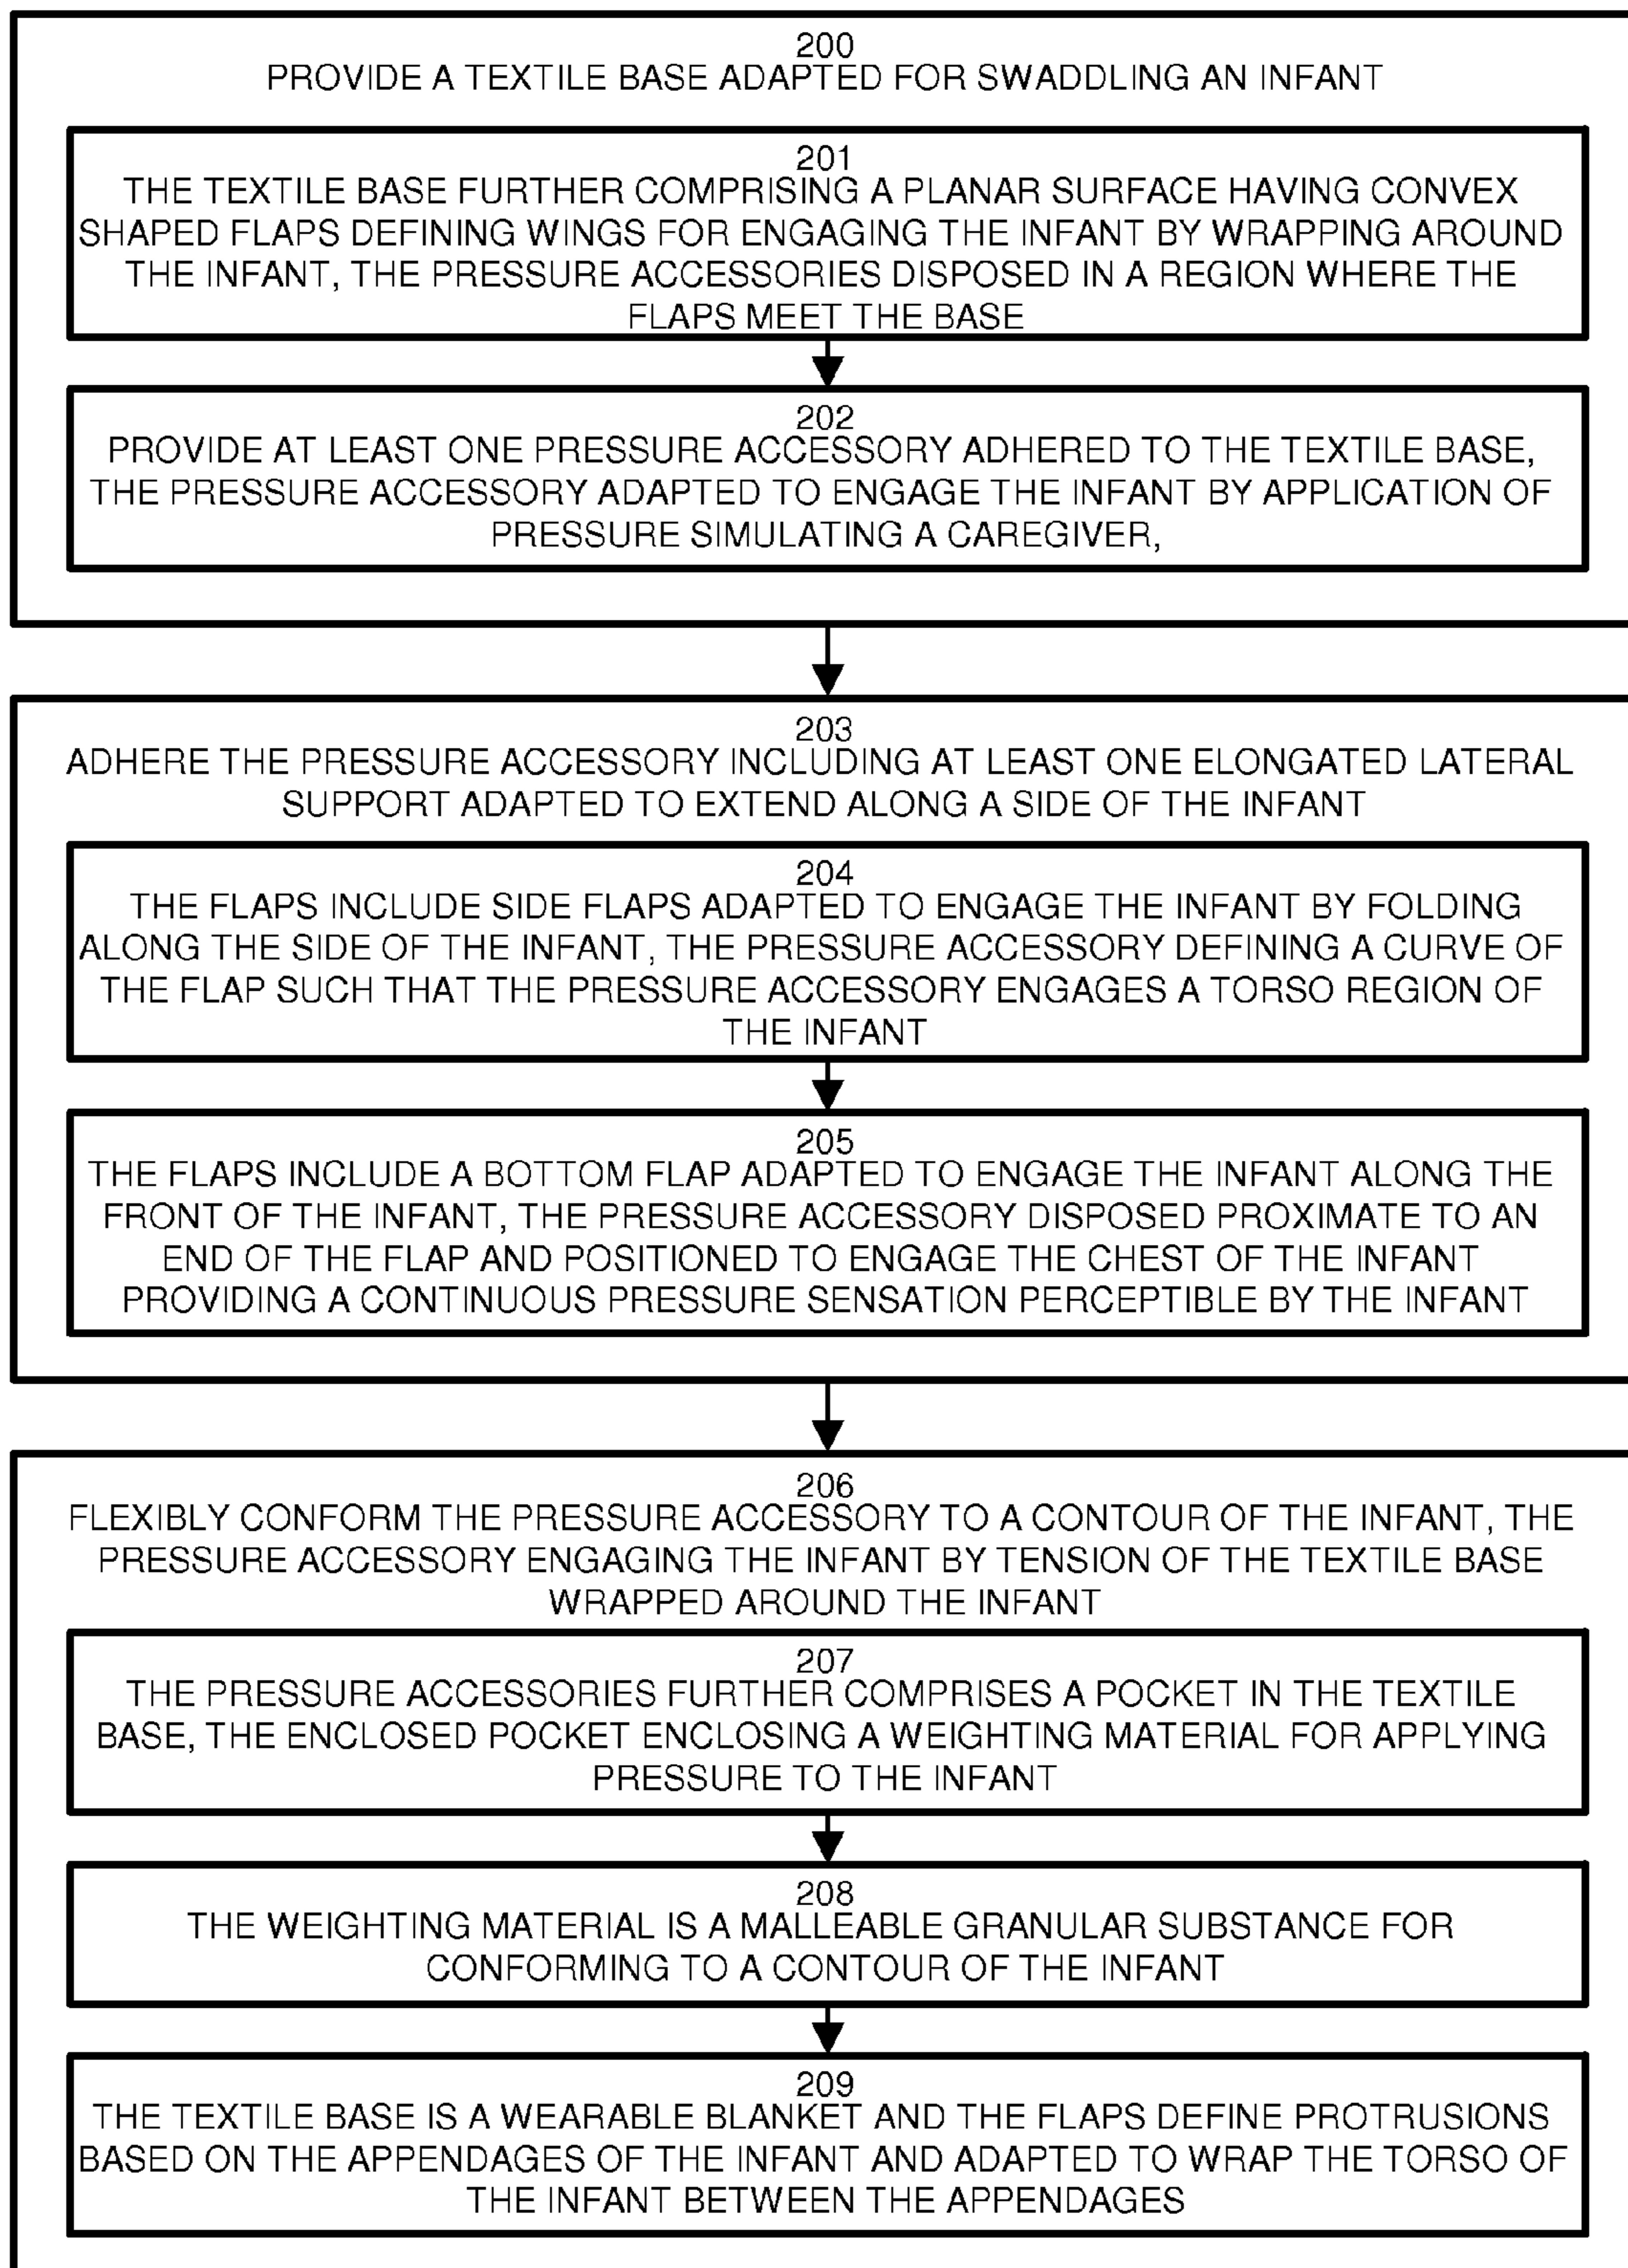 200
PROVIDE A TEXTILE BASE ADAPTED FOR SWADDLING AN INFANT
201
THE TEXTILE BASE FURTHER COMPRISING A PLANAR SURFACE HAVING CONVEX
SHAPED FLAPS DEFINING WINGS FOR ENGAGING THE INFANT BY WRAPPING AROUND
THE INFANT, THE PRESSURE ACCESSORIES DISPOSED IN A REGION WHERE THE
FLAPS MEET THE BASE
202
PROVIDE AT LEAST ONE PRESSURE ACCESSORY ADHERED TO THE TEXTILE BASE,
THE PRESSURE ACCESSORY ADAPTED TO ENGAGE THE INFANT BY APPLICATION OF
PRESSURE SIMULATING A CAREGIVER,
203
ADHERE THE PRESSURE ACCESSORY INCLUDING AT LEAST ONE ELONGATED LATERAL
SUPPORT ADAPTED TO EXTEND ALONG A SIDE OF THE INFANT
204
THE FLAPS INCLUDE SIDE FLAPS ADAPTED TO ENGAGE THE INFANT BY FOLDING
ALONG THE SIDE OF THE INFANT, THE PRESSURE ACCESSORY DEFINING A CURVE OF
THE FLAP SUCH THAT THE PRESSURE ACCESSORY ENGAGES A TORSO REGION OF
THE INFANT
205
THE FLAPS INCLUDE A BOTTOM FLAP ADAPTED TO ENGAGE THE INFANT ALONG THE
FRONT OF THE INFANT, THE PRESSURE ACCESSORY DISPOSED PROXIMATE TO AN
END OF THE FLAP AND POSITIONED TO ENGAGE THE CHEST OF THE INFANT
PROVIDING A CONTINUOUS PRESSURE SENSATION PERCEPTIBLE BY THE INFANT
206
FLEXIBLY CONFORM THE PRESSURE ACCESSORY TO A CONTOUR OF THE INFANT, THE
PRESSURE ACCESSORY ENGAGING THE INFANT BY TENSION OF THE TEXTILE BASE
WRAPPED AROUND THE INFANT
207
THE PRESSURE ACCESSORIES FURTHER COMPRISES A POCKET IN THE TEXTILE
BASE, THE ENCLOSED POCKET ENCLOSING A WEIGHTING MATERIAL FOR APPLYING
PRESSURE TO THE INFANT
208
THE WEIGHTING MATERIAL IS A MALLEABLE GRANULAR SUBSTANCE FOR
CONFORMING TO A CONTOUR OF THE INFANT
209
THE TEXTILE BASE IS A WEARABLE BLANKET AND THE FLAPS DEFINE PROTRUSIONS
BASED ON THE APPENDAGES OF THE INFANT AND ADAPTED TO WRAP THE TORSO OF
THE INFANT BETWEEN THE APPENDAGES